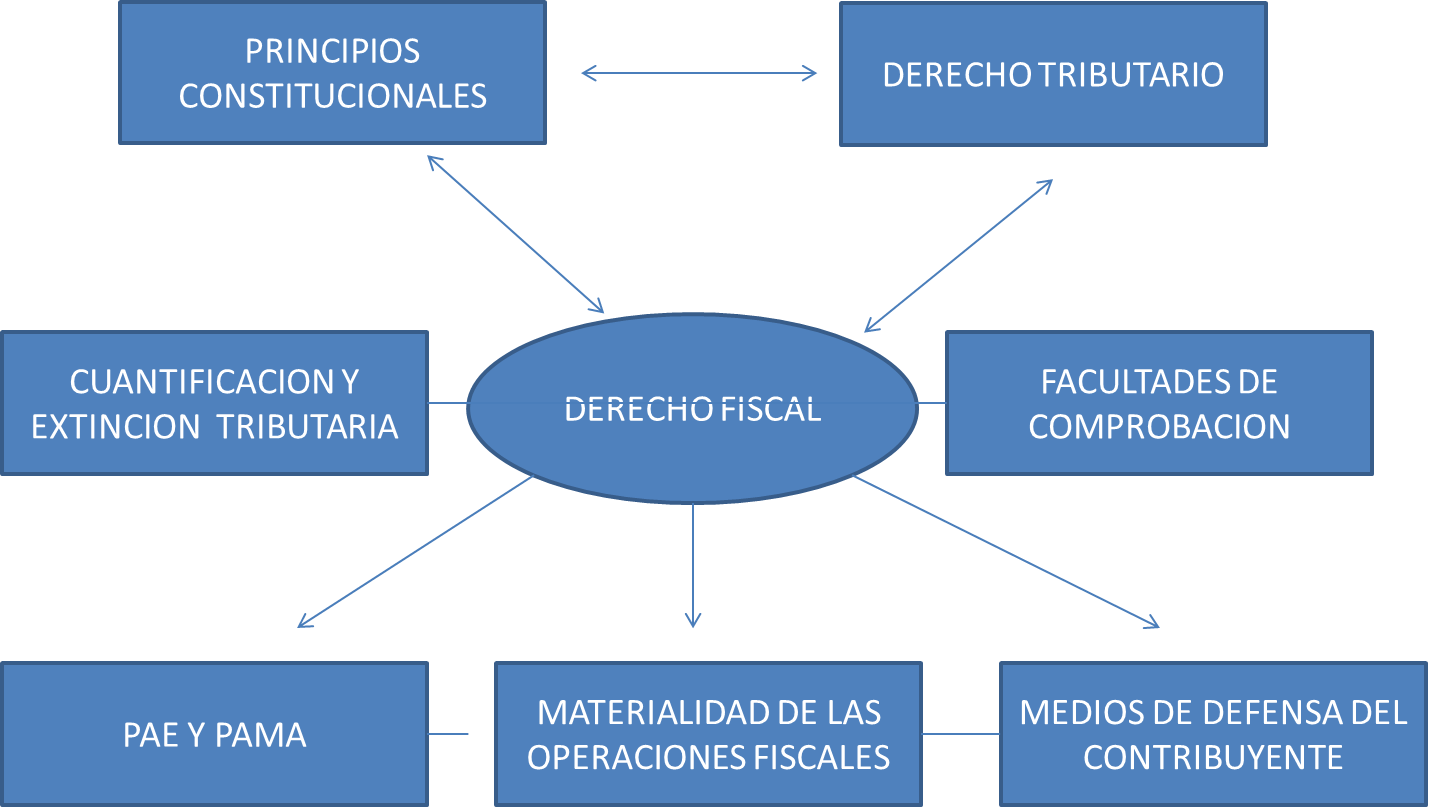 PRINCIPIOS
CONSTITUCIONALES
DERECHO TRIBUTARIO
CUANTIFICACION Y
EXTINCION TRIBUTARIA
DERECHO FISCAL
FACULTADES DE
COMPROBACION
PAE Y PAMA
MATERIALIDAD DE LAS
OPERACIONES FISCALES
MEDIOS DE DEFENSA DEL
CONTRIBUYENTE